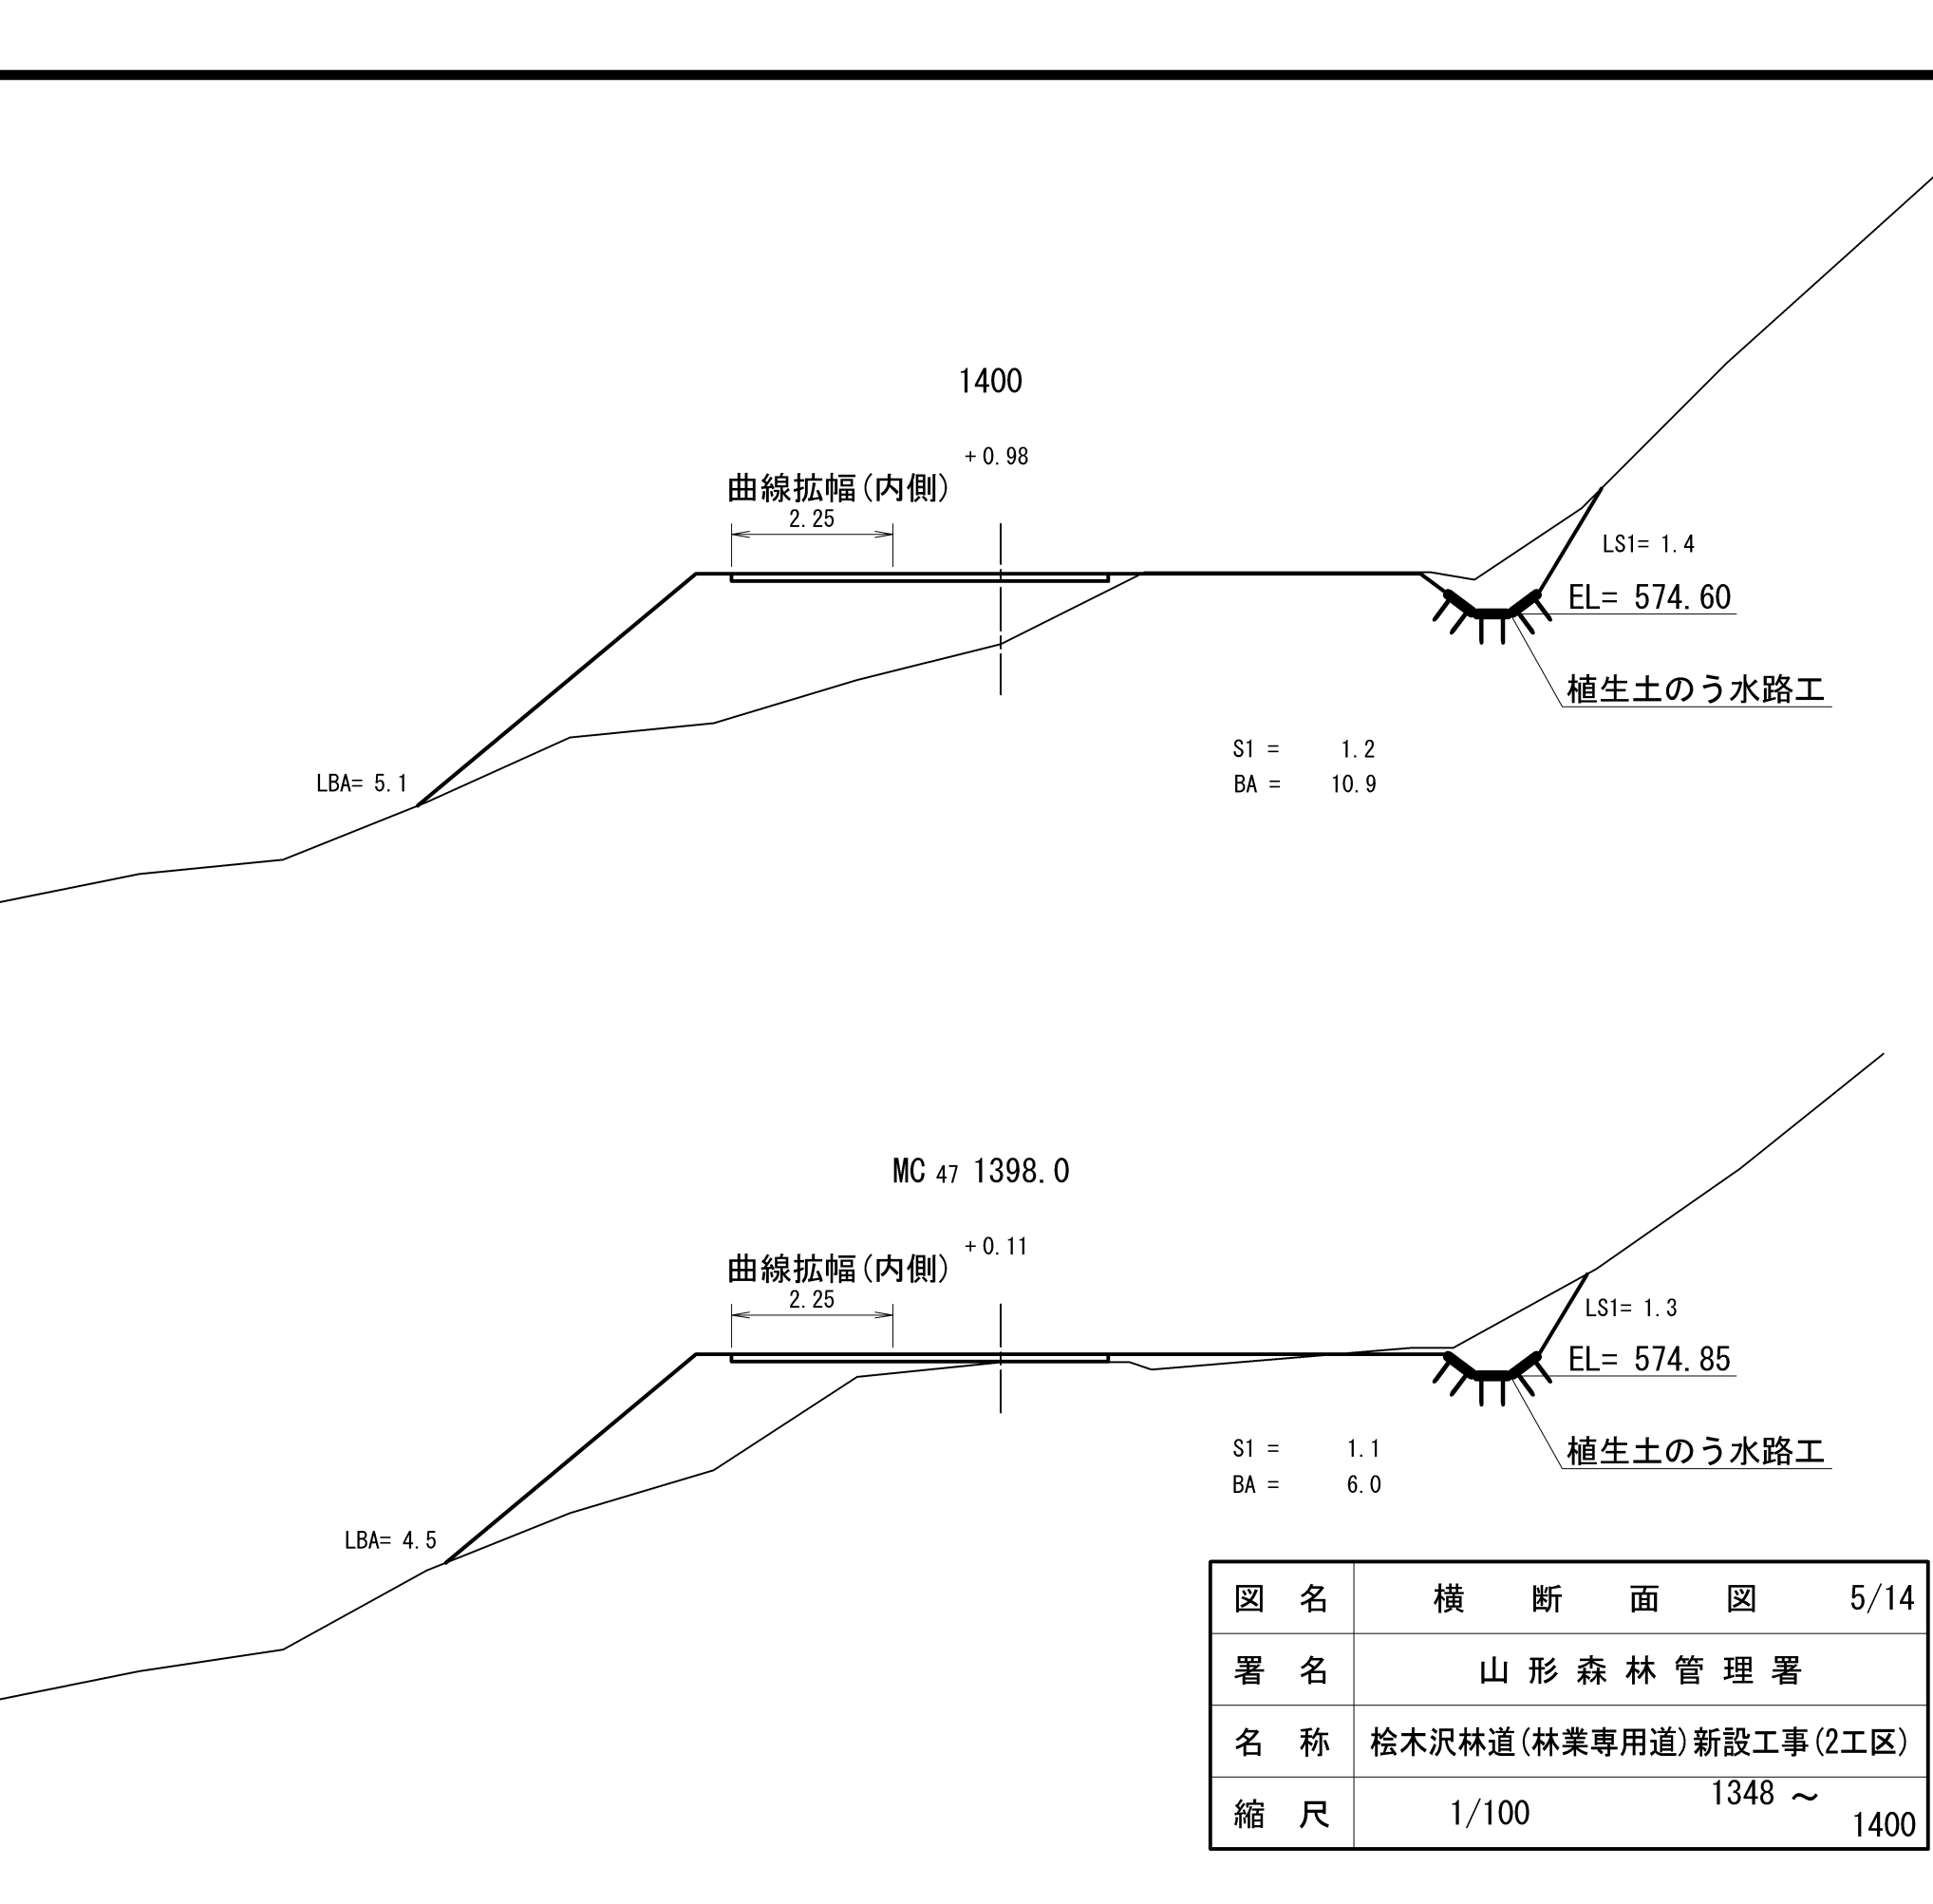 1400
+ 0.98
曲線拡幅(内側)
2.25
LS1= 1.4
EL= 574.60
植生土のう水路工
S1 = 1.2
BA = 10.9
LBA= 5.1
MC 47 1398.0
+ 0.11
曲線拡幅(内側)
2.25
LS1= 1.3
EL= 574.85
植生土のう水路工
S1 = 1.1
BA = 6.0
LBA= 4.5
図名 横断面図 5/14
署名 山形森林管理署
名称 桧木沢林道(林業専用道)新設工事(2工区)
縮尺 1/100 1348 ～
1400